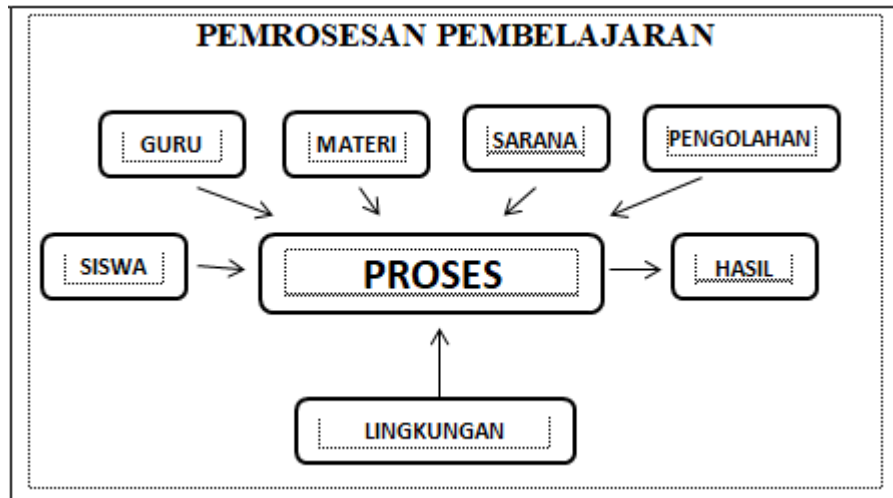 PEMROSESAN PEMBELAJARAN
GURU
MATERI
SARANA
PENGOLAHAN
SISWA
PROSES
HASIL
LINGKUNGAN